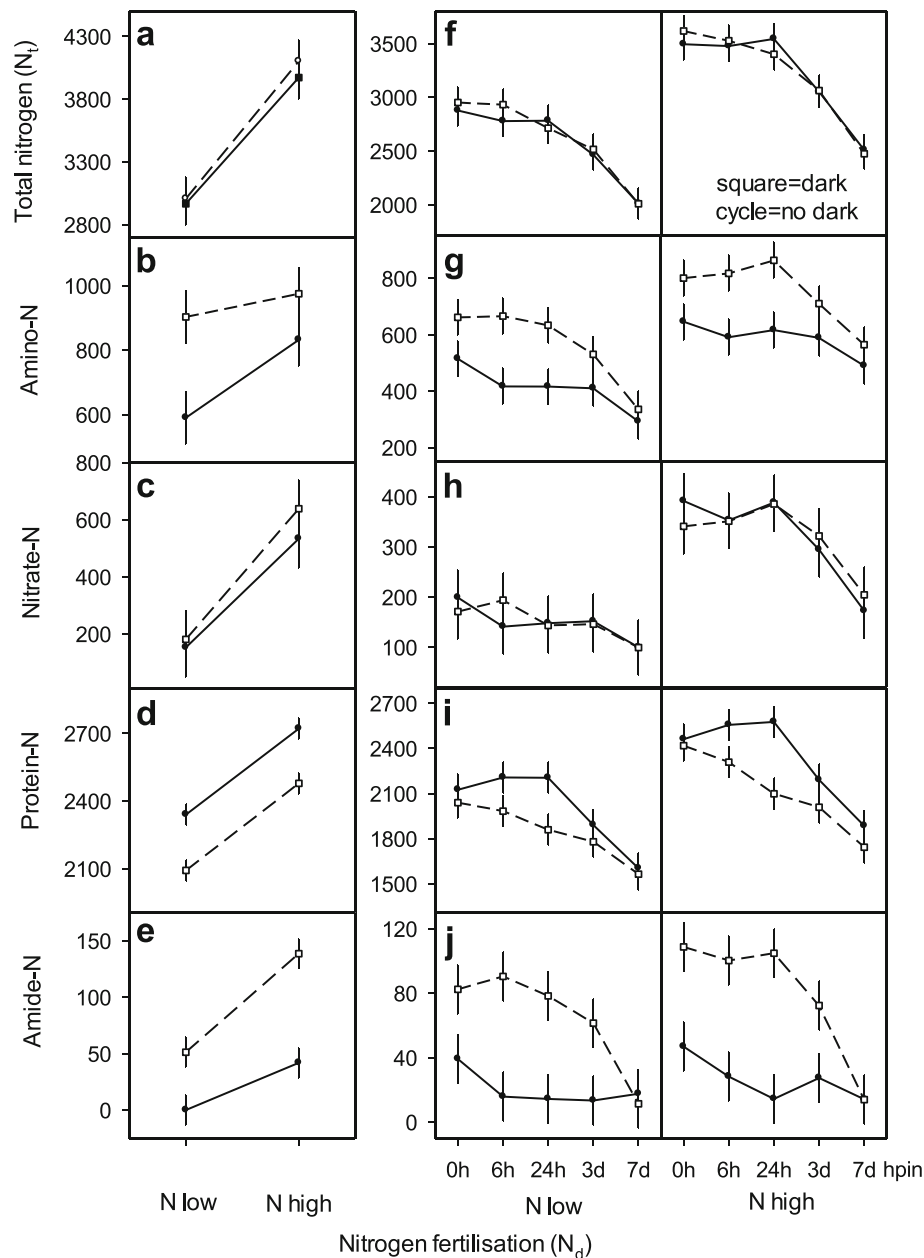 Total nitrogen (Nt)
4300
3800
3300
2800
a
3500
3000
2500
2000
f
square=dark
cycle=no dark
Amino-N
1000
800
600
b
800
600
400
200
g
Nitrate-N
800
600
400
200
c
400
300
200
100
h
Protein-N
2700
2400
2100
d
2700
2400
2100
1800
1500
i
Amide-N
150
100
50
0
e
120
80
40
0
j
N low
N high
0h
6h
24h
3d
7d
0h
6h
24h
3d
7d hpin
N low
N high
Nitrogen fertilisation (Nd)